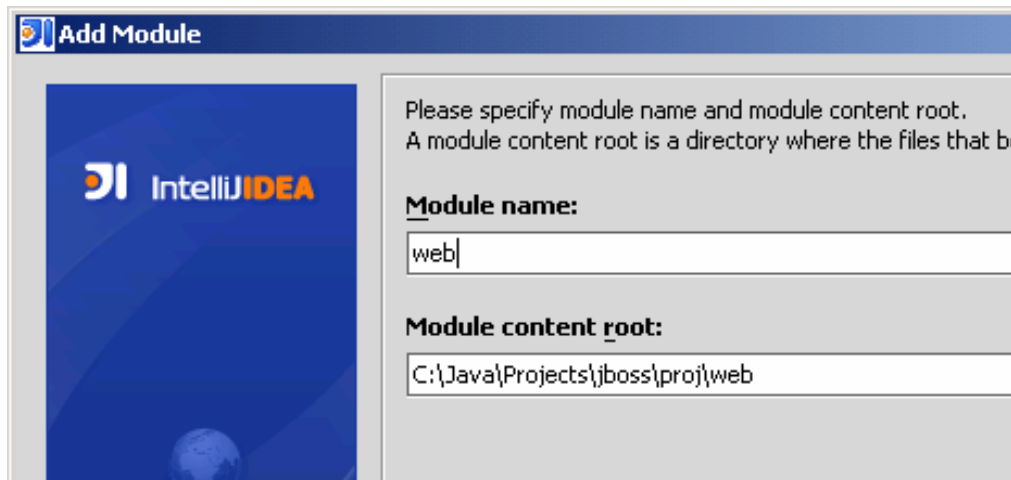 Add Module
Please specify module name and module content root.
A module content root is a directory where the files that
IntelliJIDEA
Module name:
web
Module content root:
C:\Java\Projects\jboss\proj\web